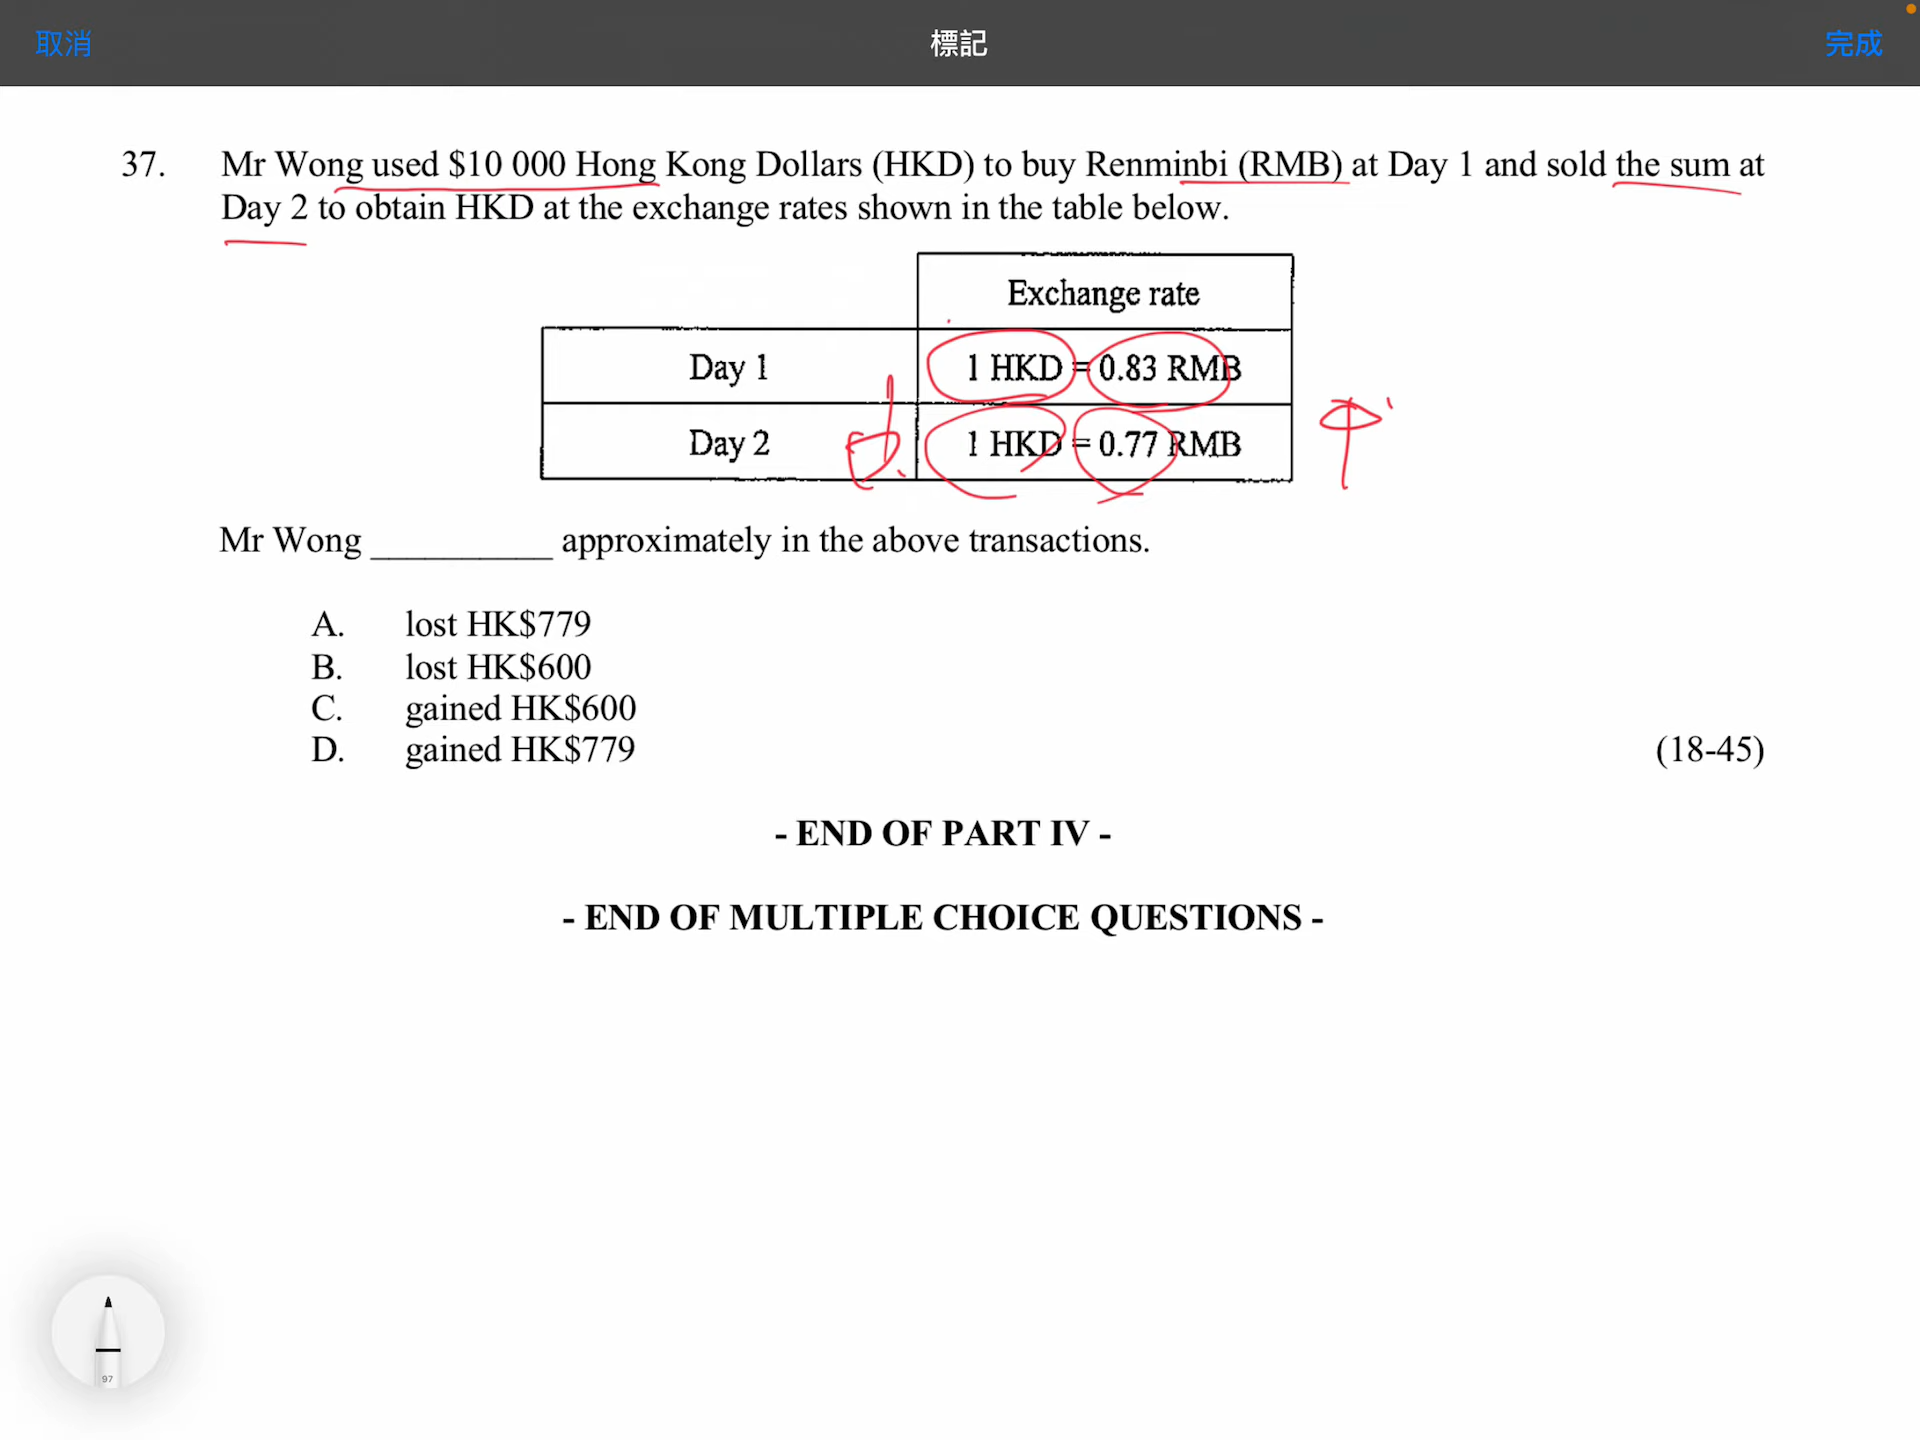 取消
標記
完成
37. Mr Wong used $10 000 Hong Kong Dollars (HKD) to buy Renminbi (RMB) at Day 1 and sold the sum at
Day 2 to obtain HKD at the exchange rates shown in the table below.
Exchange rate
Day 1 1 HKD = 0.83 RMB
Day 2 1 HKD = 0.77 RMB
Mr Wong __________ approximately in the above transactions.
A. lost HK$779
B. lost HK$600
C. gained HK$600
D. gained HK$779
(18-45)
- END OF PART IV -
- END OF MULTIPLE CHOICE QUESTIONS -
97